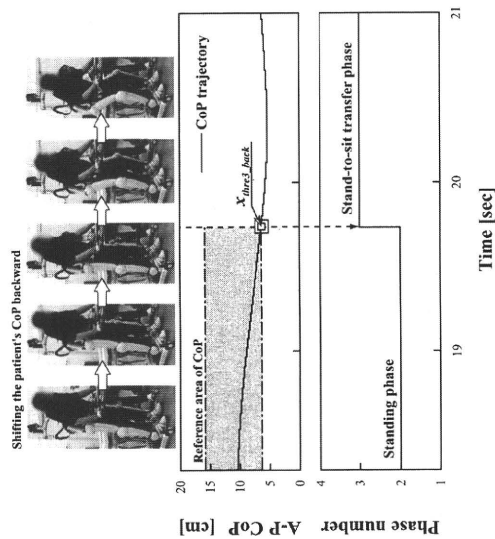 Shifting the patient's CoP backward
A-P CoP [cm]
20
15
10
5
0
Reference area of CoP
CoP trajectory
x_thre3_back
Phase number
4
3
2
1
Standing phase
Stand-to-sit transfer phase
19
20
21
Time [sec]